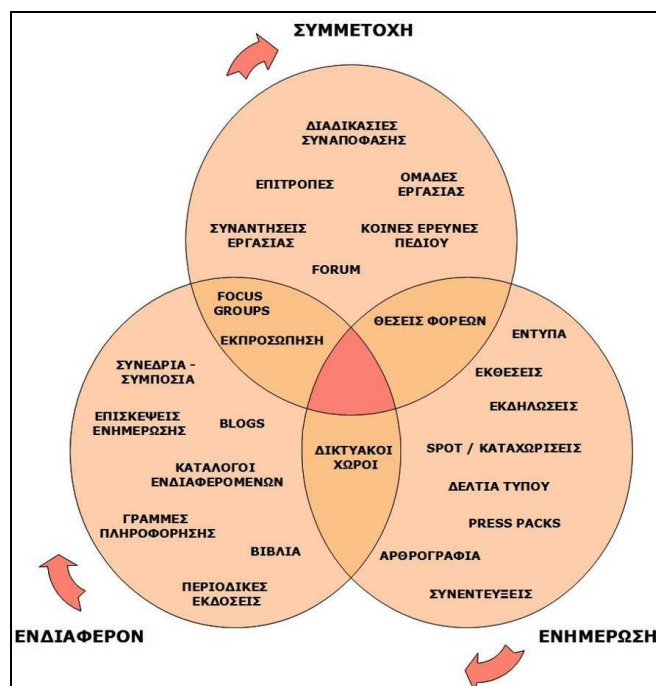 ΣΥΜΜΕΤΟΧΗ
ΔΙΑΔΙΚΑΣΙΕΣ
ΣΥΝΑΠΟΦΑΣΗΣ
ΕΠΙΤΡΟΠΕΣ
ΟΜΑΔΕΣ
ΕΡΓΑΣΙΑΣ
ΣΥΝΑΝΤΗΣΕΙΣ
ΕΡΓΑΣΙΑΣ
ΚΟΙΝΕΣ ΕΡΕΥΝΕΣ
ΠΕΔΙΟΥ
FORUM
FOCUS
GROUPS
ΕΚΠΡΟΣΩΠΗΣΗ
ΘΕΣΕΙΣ ΦΟΡΕΩΝ
ΣΥΝΕΔΡΙΑ -
ΣΥΜΠΟΣΙΑ
ΕΠΙΣΚΕΨΕΙΣ
ΕΝΗΜΕΡΩΣΗΣ
BLOGS
ΚΑΤΑΛΟΓΟΙ
ΕΝΔΙΑΦΕΡΟΜΕΝΩΝ
ΓΡΑΜΜΕΣ
ΠΛΗΡΟΦΟΡΗΣΗΣ
ΒΙΒΛΙΑ
ΠΕΡΙΟΔΙΚΕΣ
ΕΚΔΟΣΕΙΣ
ΔΙΚΤΥΑΚΟΙ
ΧΩΡΟΙ
ΕΝΤΥΠΑ
ΕΚΘΕΣΕΙΣ
ΕΚΔΗΛΩΣΕΙΣ
SPOT / ΚΑΤΑΧΩΡΙΣΕΙΣ
ΔΕΛΤΙΑ ΤΥΠΟΥ
PRESS PACKS
ΑΡΘΡΟΓΡΑΦΙΑ
ΣΥΝΕΝΤΕΥΞΕΙΣ
ΕΝΔΙΑΦΕΡΟΝ
ΕΝΗΜΕΡΩΣΗ